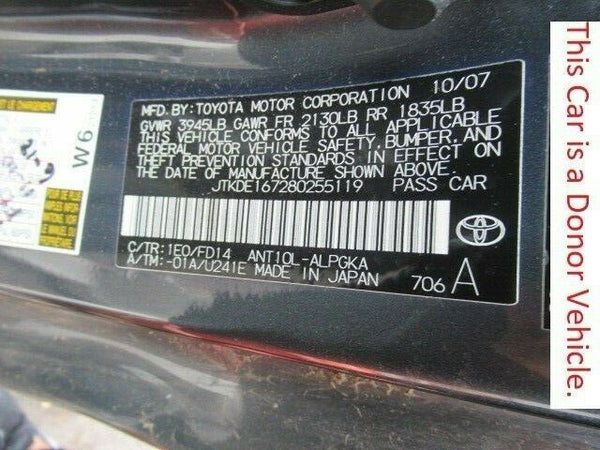 MFD. BY: TOYOTA MOTOR CORPORATION 10/07
GVWR 3945LB GAWR FR 2130LB RR 1835LB
THIS VEHICLE CONFORMS TO ALL APPLICABLE
FEDERAL MOTOR VEHICLE SAFETY, BUMPER, AND
THEFT PREVENTION STANDARDS IN EFFECT ON
THE DATE OF MANUFACTURE SHOWN ABOVE.
JTKDE167280255119 PASS CAR
C/TR: 1E0/FD14 ANT10L-ALPGKA
A/TM: -01A/U241E MADE IN JAPAN
706 A
W6
This Car is a Donor Vehicle.